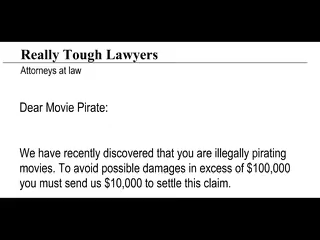 Really Tough Lawyers
Attorneys at law
Dear Movie Pirate:
We have recently discovered that you are illegally pirating
movies. To avoid possible damages in excess of $100,000
you must send us $10,000 to settle this claim.